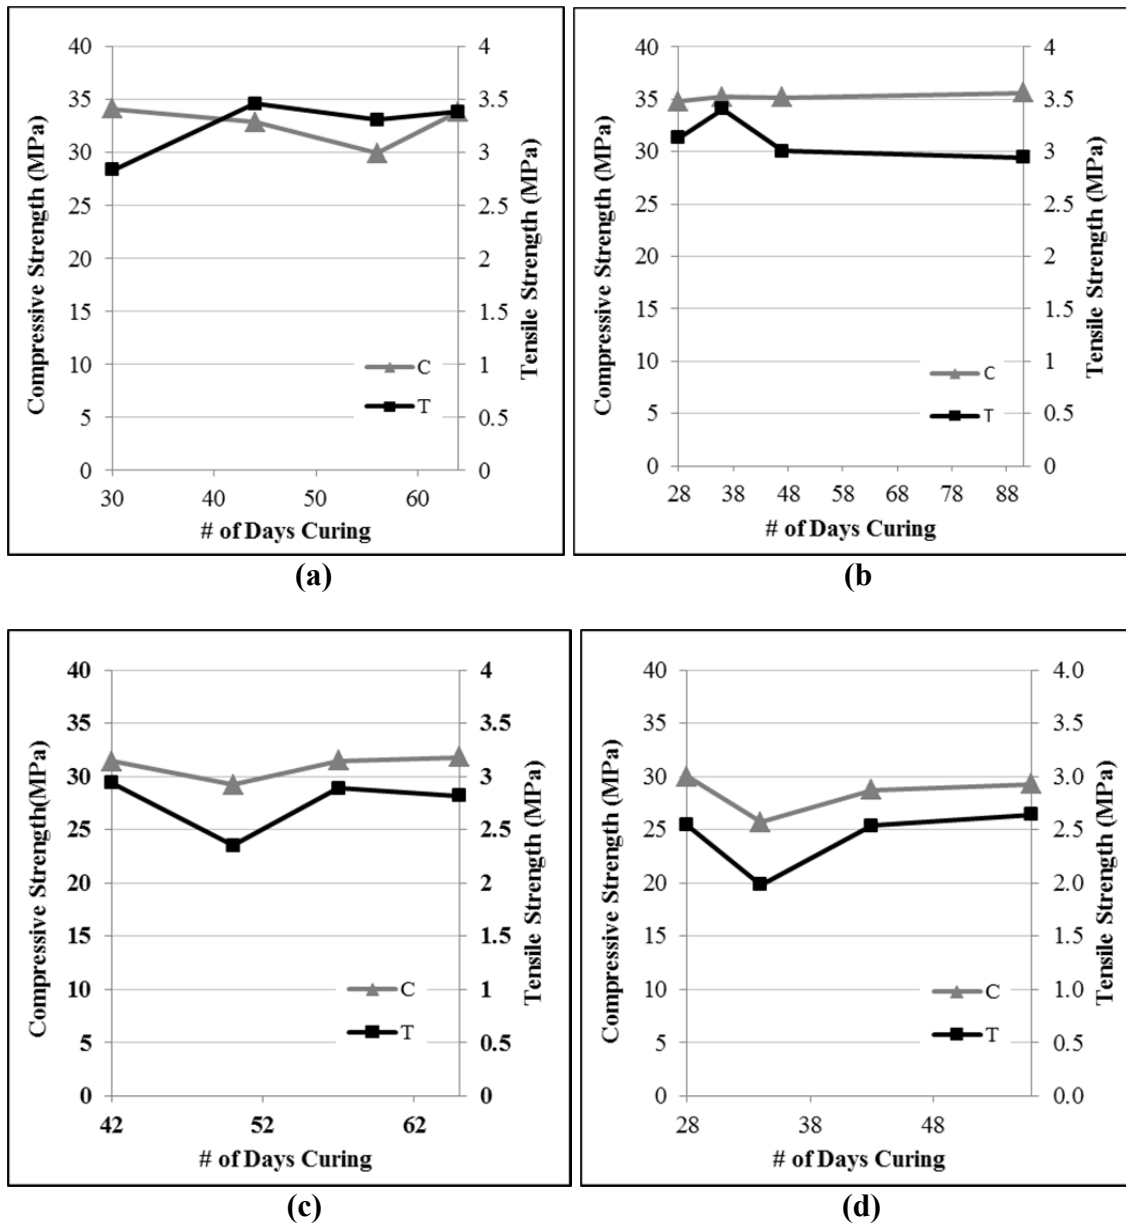 40
35
30
25
20
15
10
5
0
4
3.5
3
2.5
2
1.5
1
0.5
0
30 40 50 60
Compressive Strength (MPa)
Tensile Strength (MPa)
C
T
# of Days Curing
(a)
40
35
30
25
20
15
10
5
0
4
3.5
3
2.5
2
1.5
1
0.5
0
28 38 48 58 68 78 88
Compressive Strength (MPa)
Tensile Strength (MPa)
C
T
# of Days Curing
(b
40
35
30
25
20
15
10
5
0
4
3.5
3
2.5
2
1.5
1
0.5
0
42 52 62
Compressive Strength(MPa)
Tensile Strength (MPa)
C
T
# of Days Curing
(c)
40
35
30
25
20
15
10
5
0
4.0
3.5
3.0
2.5
2.0
1.5
1.0
0.5
0.0
28 38 48
Compressive Strength (MPa)
Tensile Strength (MPa)
C
T
# of Days Curing
(d)